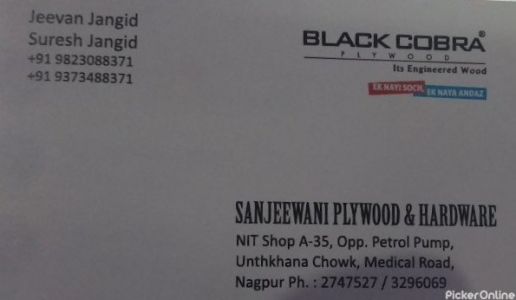 Jeevan Jangid
Suresh Jangid
+91 9823088371
+91 9373488371
BLACK COBRA®
PLYWOOD
Its Engineered Wood
EK NAYI SOCH, EK NAYA ANDAZ
SANJEEWANI PLYWOOD & HARDWARE
NIT Shop A-35, Opp. Petrol Pump,
Unthkhana Chowk, Medical Road,
Nagpur Ph. : 2747527 / 3296069
PickerOnline